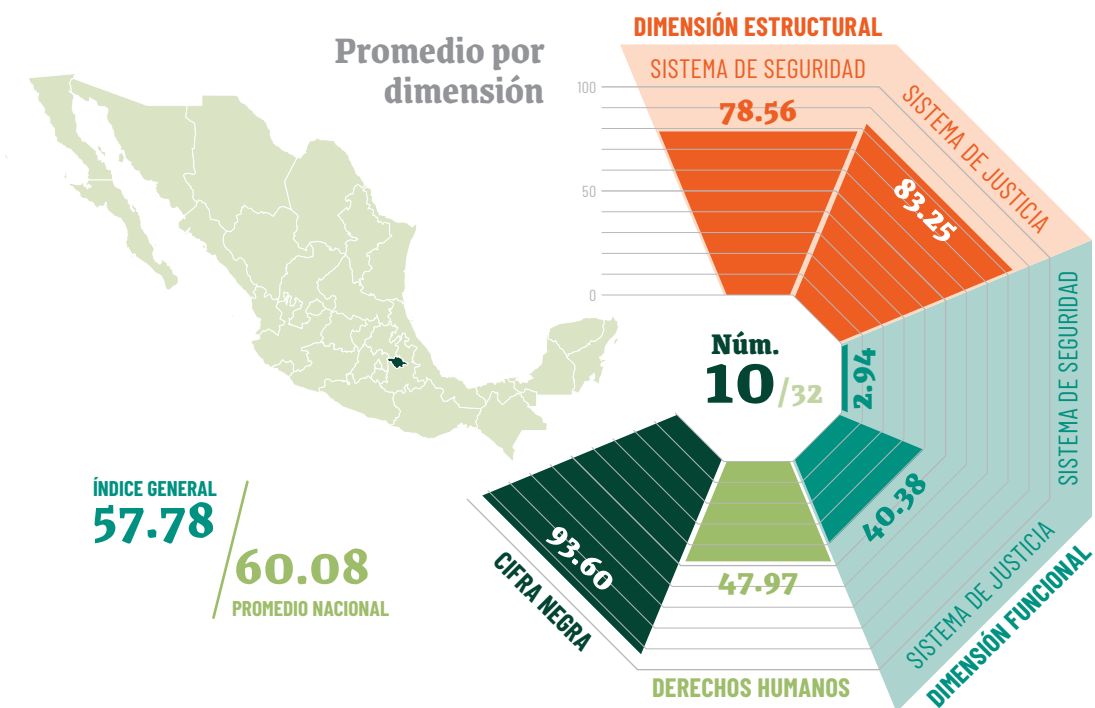 Promedio por
dimensión
DIMENSIÓN ESTRUCTURAL
SISTEMA DE SEGURIDAD
78.56
SISTEMA DE JUSTICIA
83.25
100
50
0
Núm.
10/32
2.94
SISTEMA DE SEGURIDAD
40.38
SISTEMA DE JUSTICIA
DIMENSIÓN FUNCIONAL
47.97
DERECHOS HUMANOS
93.60
CIFRA NEGRA
ÍNDICE GENERAL
57.78
60.08
PROMEDIO NACIONAL